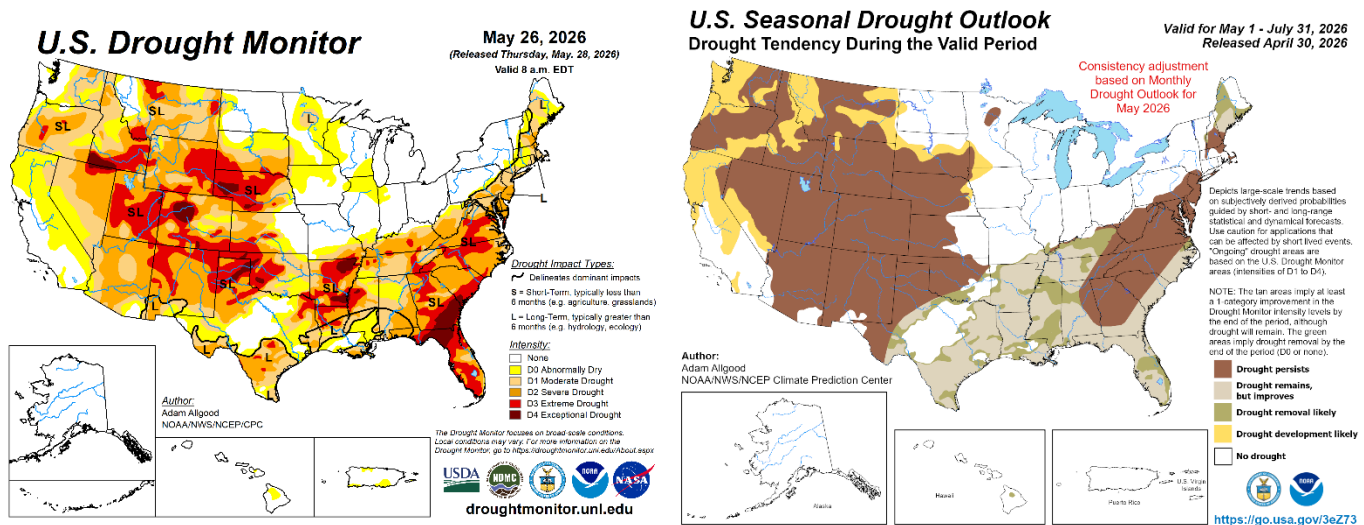 U.S. Drought Monitor
May 26, 2026
(Released Thursday, May. 28, 2026)
Valid 8 a.m. EDT
SL
SL
L
L
SL
L
SL
SL
SL
SL
SL
L
L
L
L
L
Drought Impact Types:
Delineates dominant impacts
S = Short-Term, typically less than
6 months (e.g. agriculture, grasslands)
L = Long-Term, typically greater than
6 months (e.g. hydrology, ecology)
Intensity:
None
D0 Abnormally Dry
D1 Moderate Drought
D2 Severe Drought
D3 Extreme Drought
D4 Exceptional Drought
Author:
Adam Allgood
NOAA/NWS/NCEP/CPC
The Drought Monitor focuses on broad-scale conditions.
Local conditions may vary. For more information on the
Drought Monitor, go to https://droughtmonitor.unl.edu/About.aspx
USDA
NDMC
NOAA
NASA
droughtmonitor.unl.edu
U.S. Seasonal Drought Outlook
Drought Tendency During the Valid Period
Valid for May 1 - July 31, 2026
Released April 30, 2026
Consistency adjustment
based on Monthly
Drought Outlook for
May 2026
Depicts large-scale trends based
on subjectively derived probabilities
guided by short- and long-range
statistical and dynamical forecasts.
Use caution for applications that
can be affected by short lived events.
"Ongoing" drought areas are
based on the U.S. Drought Monitor
areas (intensities of D1 to D4).
NOTE: The tan areas imply at least
a 1-category improvement in the
Drought Monitor intensity levels by
the end of the period, although
drought will remain. The green
areas imply drought removal by the
end of the period (D0 or none).
Author:
Adam Allgood
NOAA/NWS/NCEP Climate Prediction Center
Drought persists
Drought remains,
but improves
Drought removal likely
Drought development likely
No drought
Alaska
Hawaii
Puerto Rico
U.S. Virgin
Islands
NOAA
https://go.usa.gov/3eZ73